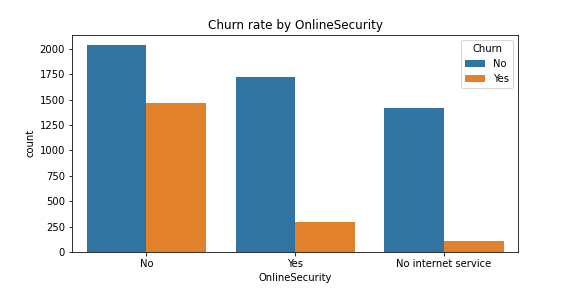 Churn rate by OnlineSecurity
Churn
No
Yes
2000
1750
1500
1250
1000
750
500
250
0
count
No
Yes
No internet service
OnlineSecurity